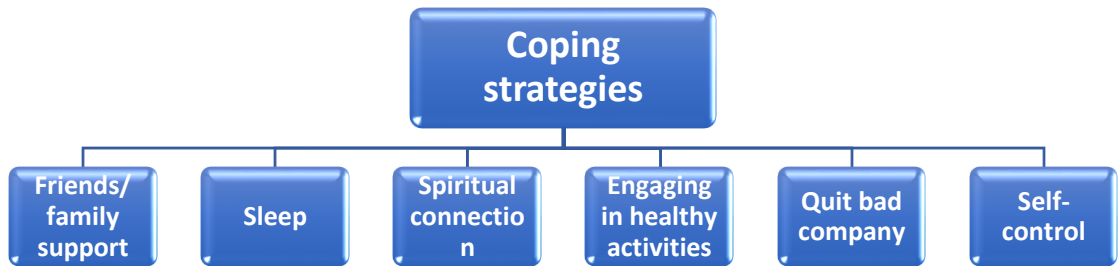 Coping
strategies
Friends/
family
support
Sleep
Spiritual
connectio
n
Engaging
in healthy
activities
Quit bad
company
Self-
control